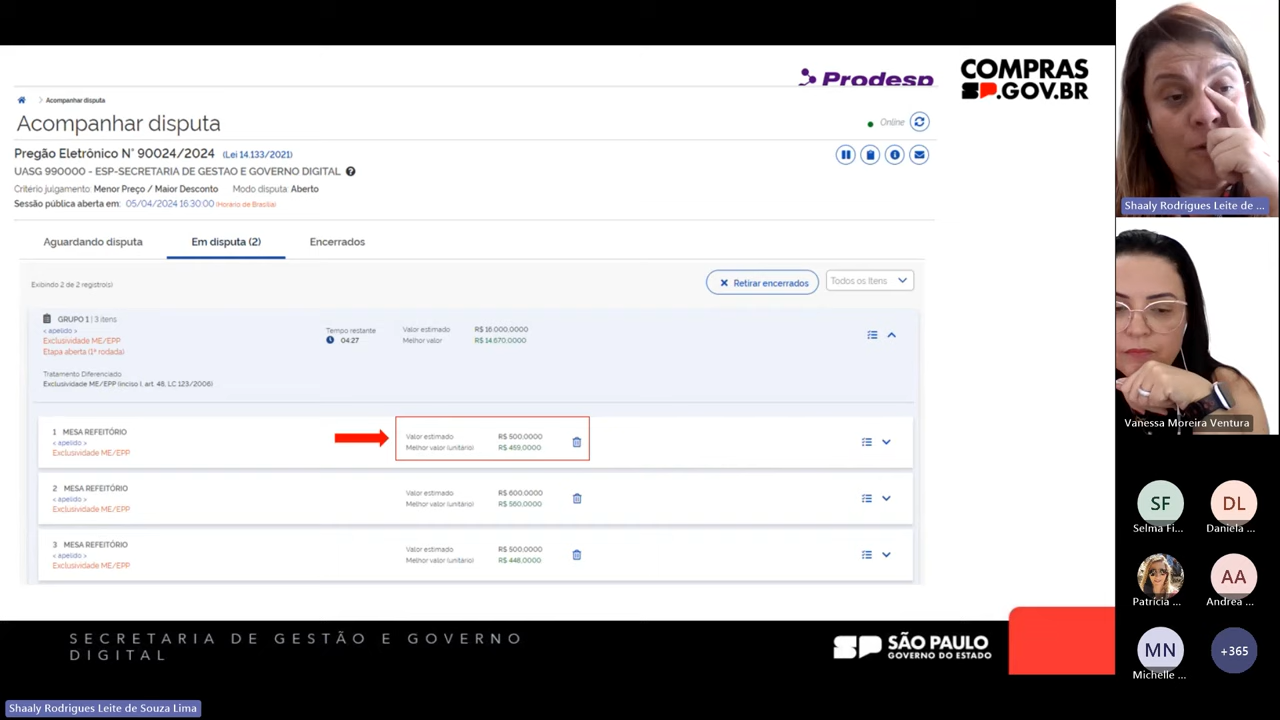 Prodesp
COMPRAS
SP.GOV.BR
Acompanhar disputa
Acompanhar disputa
Online
Pregão Eletrônico N° 90024/2024 (Lei 14.133/2021)
UASG 990000 - ESP-SECRETARIA DE GESTAO E GOVERNO DIGITAL
Critério julgamento: Menor Preço / Maior Desconto Modo disputa: Aberto
Sessão pública aberta em: 05/04/2024 16:30:00 (Horário de Brasília)
Aguardando disputa Em disputa (2) Encerrados
Exibindo 2 de 2 registro(s)
Retirar encerrados
Todos os Itens
GRUPO 1 | 3 itens
< apelido >
Exclusividade ME/EPP
Etapa aberta (1ª rodada)
Tempo restante
04:27
Valor estimado R$ 16.000,0000
Melhor valor R$ 14.670,0000
Tratamento Diferenciado
Exclusividade ME/EPP (inciso I, art. 48, LC 123/2006)
1 MESA REFEITÓRIO
< apelido >
Exclusividade ME/EPP
Valor estimado R$ 500,0000
Melhor valor (unitário) R$ 459,0000
2 MESA REFEITÓRIO
< apelido >
Exclusividade ME/EPP
Valor estimado R$ 600,0000
Melhor valor (unitário) R$ 560,0000
3 MESA REFEITÓRIO
< apelido >
Exclusividade ME/EPP
Valor estimado R$ 500,0000
Melhor valor (unitário) R$ 448,0000
SECRETARIA DE GESTÃO E GOVERNO
DIGITAL
SP SÃO PAULO
GOVERNO DO ESTADO
Shaaly Rodrigues Leite de Souza Lima
Shaaly Rodrigues Leite de ...
Vanessa Moreira Ventura
SF
Selma Fi...
DL
Daniela ...
Patrícia ...
AA
Andrea ...
MN
Michelle ...
+365